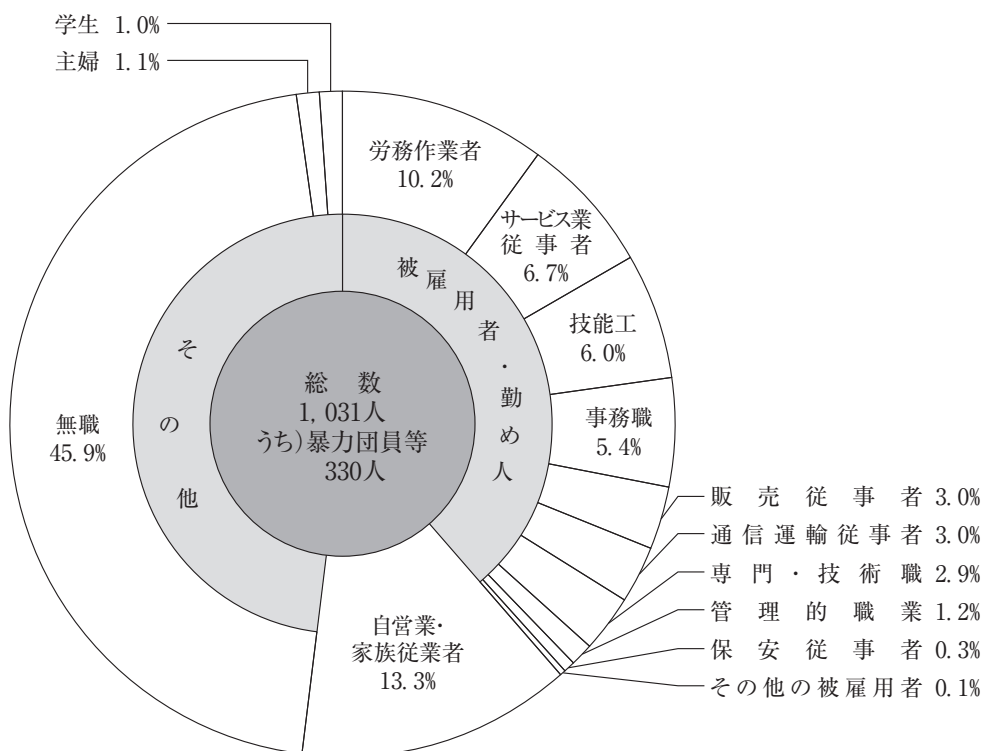 学生 1.0%
主婦 1.1%
労務作業者
10.2%
サービス業
従事者
6.7%
技能工
6.0%
事務職
5.4%
販売従事者 3.0%
通信運輸従事者 3.0%
専門・技術職 2.9%
管理的職業 1.2%
保安従事者 0.3%
その他の被雇用者 0.1%
自営業・
家族従業者
13.3%
無職
45.9%
被雇用者・勤め人
その他
総数
1,031人
うち)暴力団員等
330人